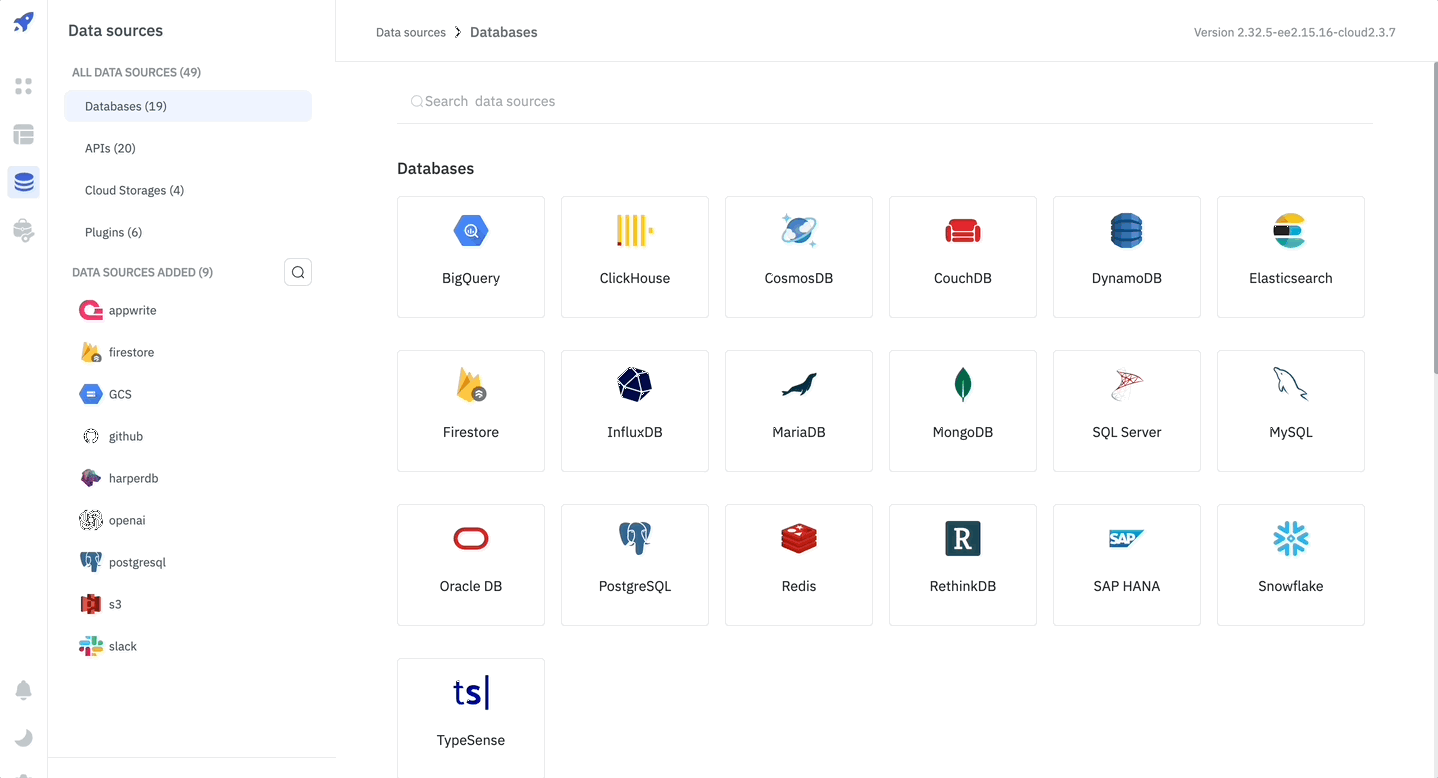 Data sources
ALL DATA SOURCES (49)
Databases (19)
APIs (20)
Cloud Storages (4)
Plugins (6)
DATA SOURCES ADDED (9)
appwrite
firestore
GCS
github
harperdb
openai
postgresql
s3
slack
Data sources > Databases
Version 2.32.5-ee2.15.16-cloud2.3.7
Search data sources
Databases
BigQuery
ClickHouse
CosmosDB
CouchDB
DynamoDB
Elasticsearch
Firestore
InfluxDB
MariaDB
MongoDB
SQL Server
MySQL
Oracle DB
PostgreSQL
Redis
R
RethinkDB
SAP
SAP HANA
Snowflake
ts|
TypeSense